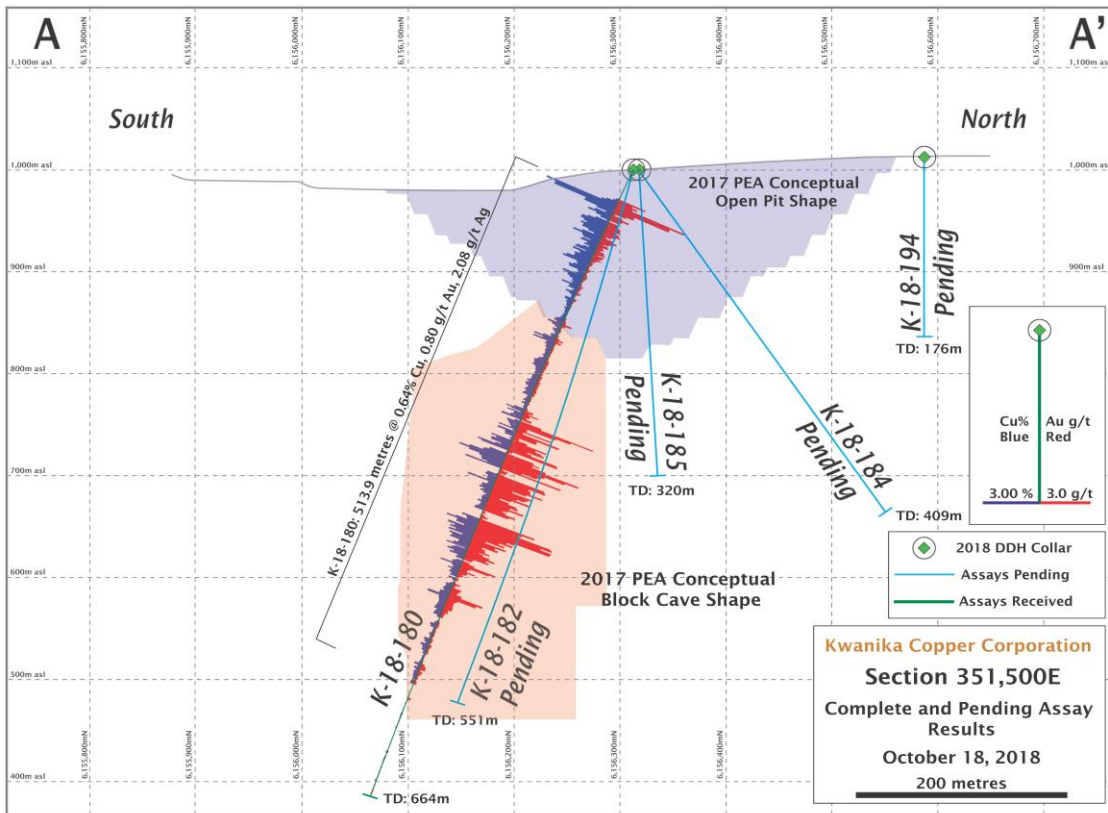 A
A'
6,155,800mN
6,155,900mN
6,156,000mN
6,156,100mN
6,156,200mN
6,156,300mN
6,156,400mN
6,156,500mN
6,156,600mN
6,156,700mN
1,100m asl
1,100m asl
South
North
1,000m asl
1,000m asl
2017 PEA Conceptual
Open Pit Shape
K-18-194
Pending
TD: 176m
900m asl
900m asl
K-18-180: 513.9 metres @ 0.64% Cu, 0.80 g/t Au, 2.08 g/t Ag
800m asl
K-18-185
Pending
TD: 320m
K-18-184
Pending
TD: 409m
Cu%
Blue
Au g/t
Red
3.00 %
3.0 g/t
700m asl
2018 DDH Collar
Assays Pending
Assays Received
600m asl
2017 PEA Conceptual
Block Cave Shape
K-18-180
K-18-182
Pending
TD: 551m
500m asl
400m asl
TD: 664m
6,155,800mN
6,155,900mN
6,156,000mN
6,156,100mN
6,156,200mN
6,156,300mN
6,156,400mN
Kwanika Copper Corporation
Section 351,500E
Complete and Pending Assay
Results
October 18, 2018
200 metres